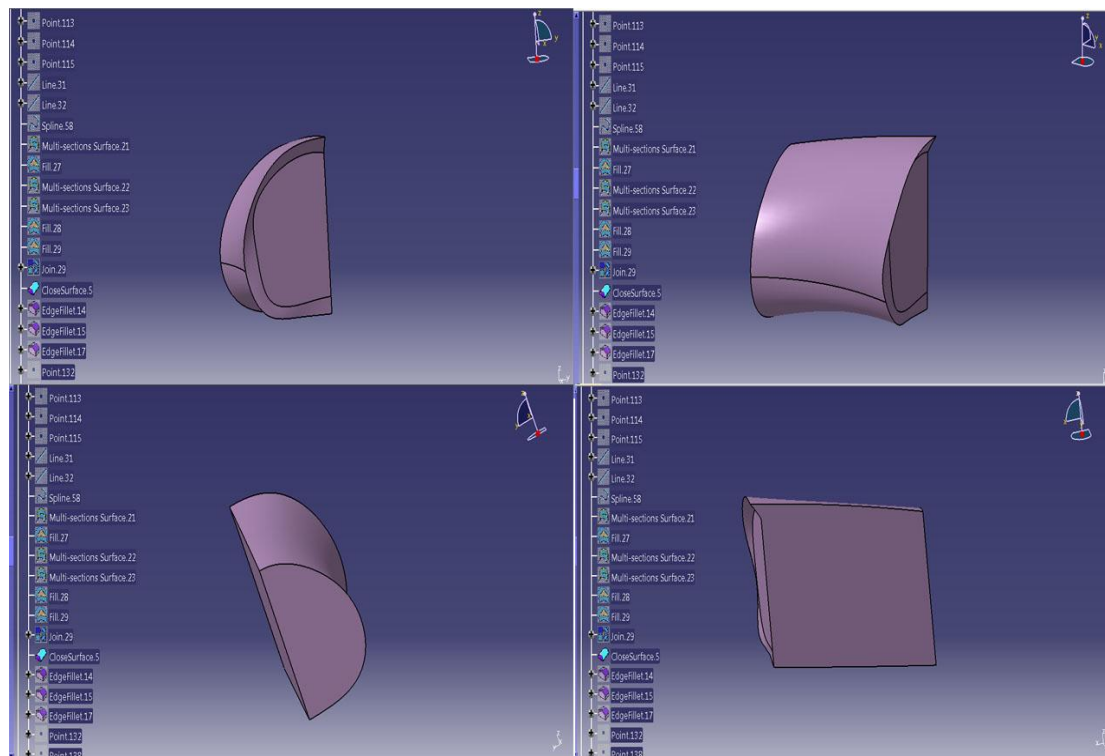 Point.113
Point.114
Point.115
Line.31
Line.32
Spline.58
Multi-sections Surface.21
Fill.27
Multi-sections Surface.22
Multi-sections Surface.23
Fill.28
Fill.29
Join.29
CloseSurface.5
EdgeFillet.14
EdgeFillet.15
EdgeFillet.17
Point.132
Point.113
Point.114
Point.115
Line.31
Line.32
Spline.58
Multi-sections Surface.21
Fill.27
Multi-sections Surface.22
Multi-sections Surface.23
Fill.28
Fill.29
Join.29
CloseSurface.5
EdgeFillet.14
EdgeFillet.15
EdgeFillet.17
Point.132
Point.113
Point.114
Point.115
Line.31
Line.32
Spline.58
Multi-sections Surface.21
Fill.27
Multi-sections Surface.22
Multi-sections Surface.23
Fill.28
Fill.29
Join.29
CloseSurface.5
EdgeFillet.14
EdgeFillet.15
EdgeFillet.17
Point.132
Point.113
Point.114
Point.115
Line.31
Line.32
Spline.58
Multi-sections Surface.21
Fill.27
Multi-sections Surface.22
Multi-sections Surface.23
Fill.28
Fill.29
Join.29
CloseSurface.5
EdgeFillet.14
EdgeFillet.15
EdgeFillet.17
Point.132